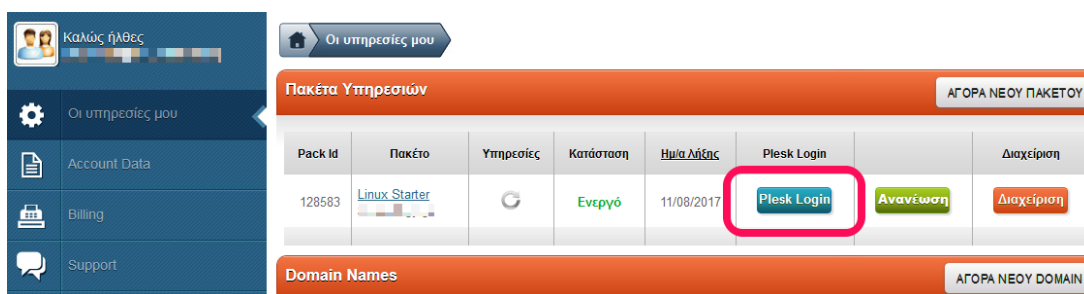 Καλώς ήλθες
Οι υπηρεσίες μου
Account Data
Billing
Support
Οι υπηρεσίες μου
Πακέτα Υπηρεσιών
ΑΓΟΡΑ ΝΕΟΥ ΠΑΚΕΤΟΥ
Pack Id Πακέτο Υπηρεσίες Κατάσταση Ημ/α λήξης Plesk Login Διαχείριση
128583 Linux Starter Ενεργό 11/08/2017 Plesk Login Ανανέωση Διαχείριση
Domain Names
ΑΓΟΡΑ ΝΕΟΥ DOMAIN